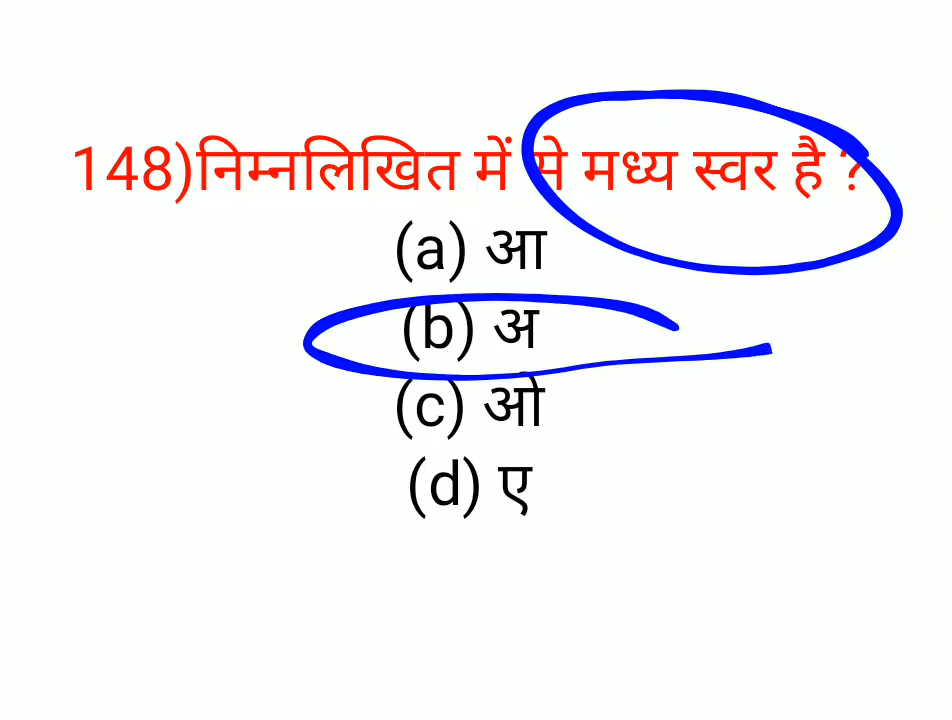 148)निम्नलिखित में से मध्य स्वर है ?
(a) आ
(b) अ
(c) ओ
(d) ए